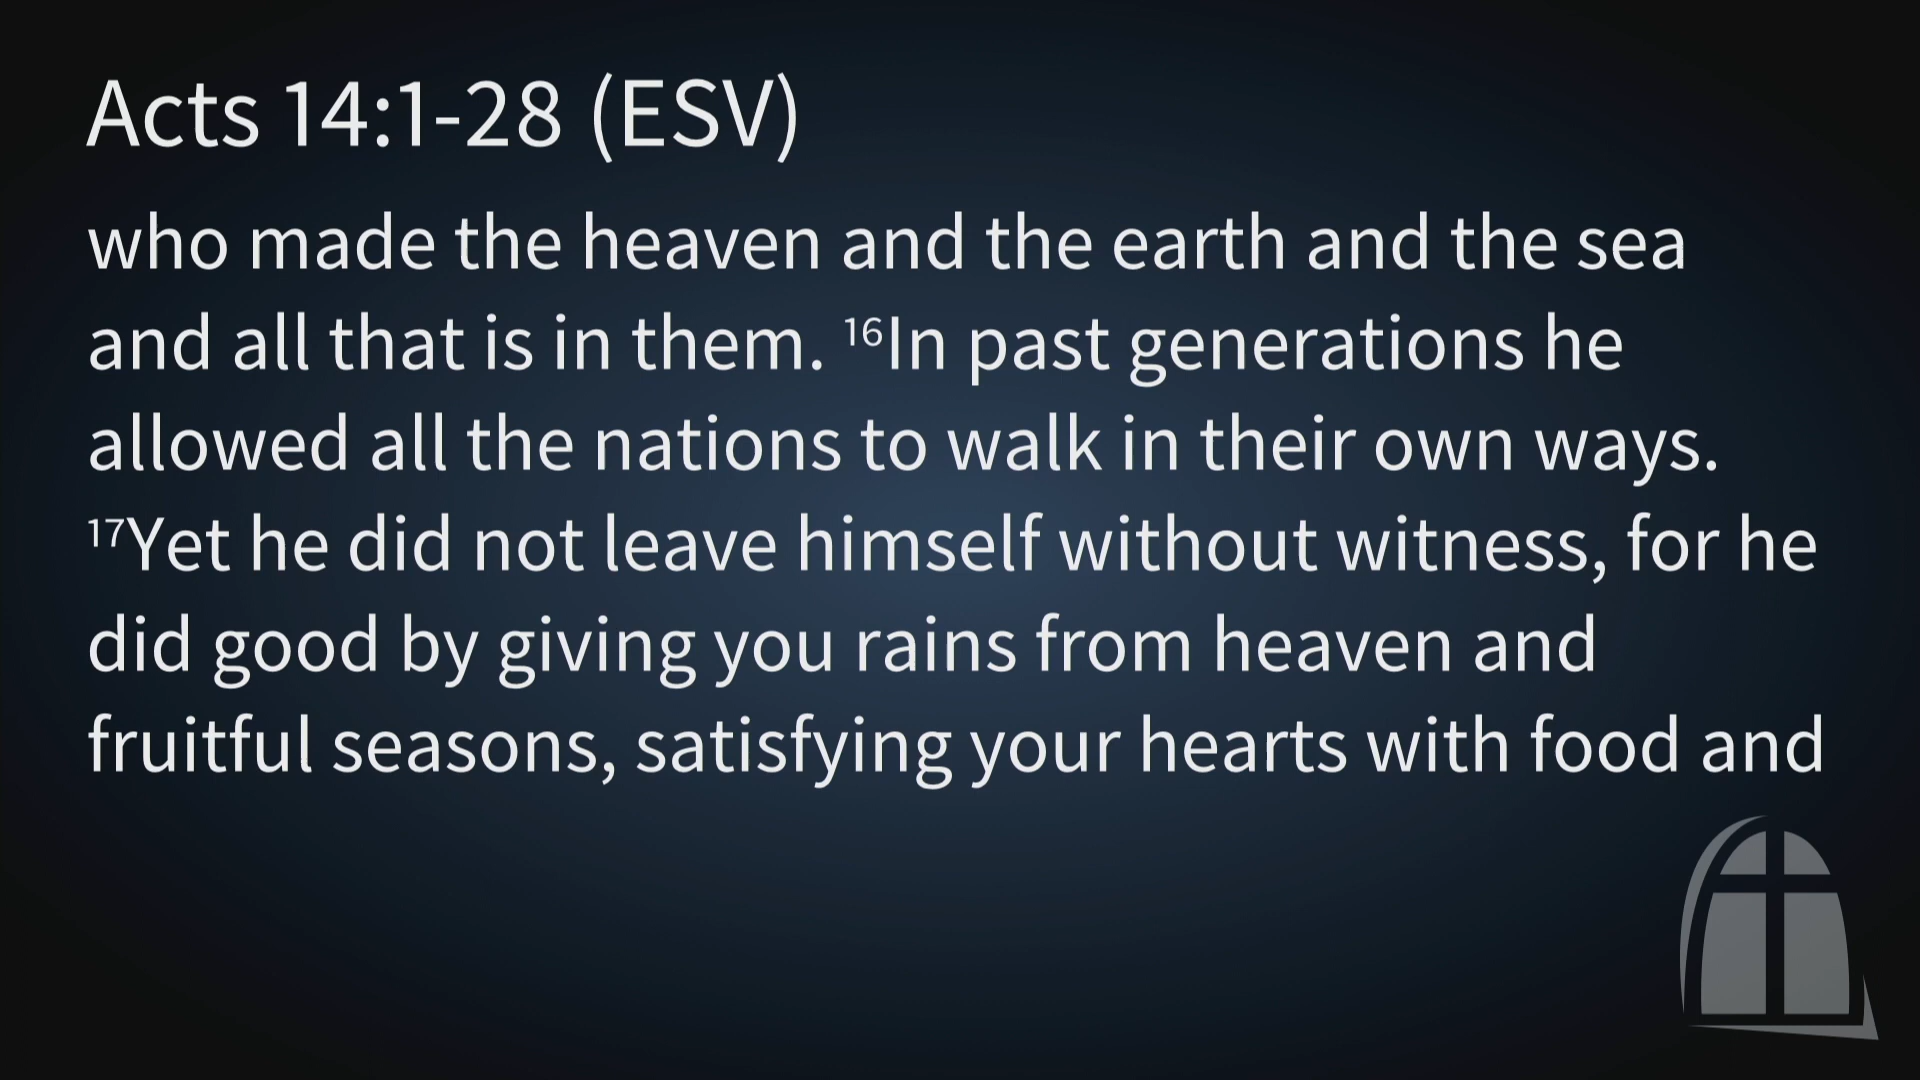 Acts 14:1-28 (ESV)
who made the heaven and the earth and the sea
and all that is in them. ¹⁶In past generations he
allowed all the nations to walk in their own ways.
¹⁷Yet he did not leave himself without witness, for he
did good by giving you rains from heaven and
fruitful seasons, satisfying your hearts with food and